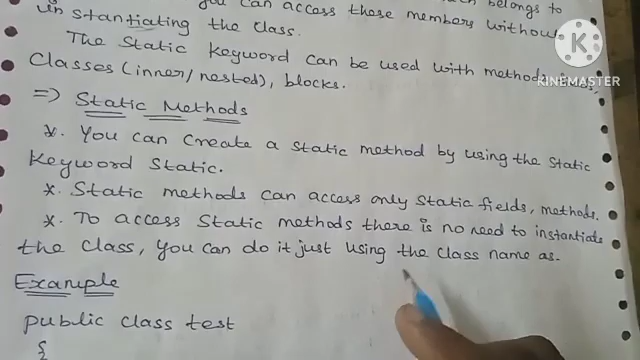 you can access these members without
instantiating the class.
The static keyword can be used with methods,
classes (inner/nested), blocks.
=> Static Methods
*. You can create a static method by using the static
keyword static.
*. Static methods can access only static fields, methods.
*. To access static methods there is no need to instantiate
the class, you can do it just using the class name as.
Example
public class test
{
KINEMASTER